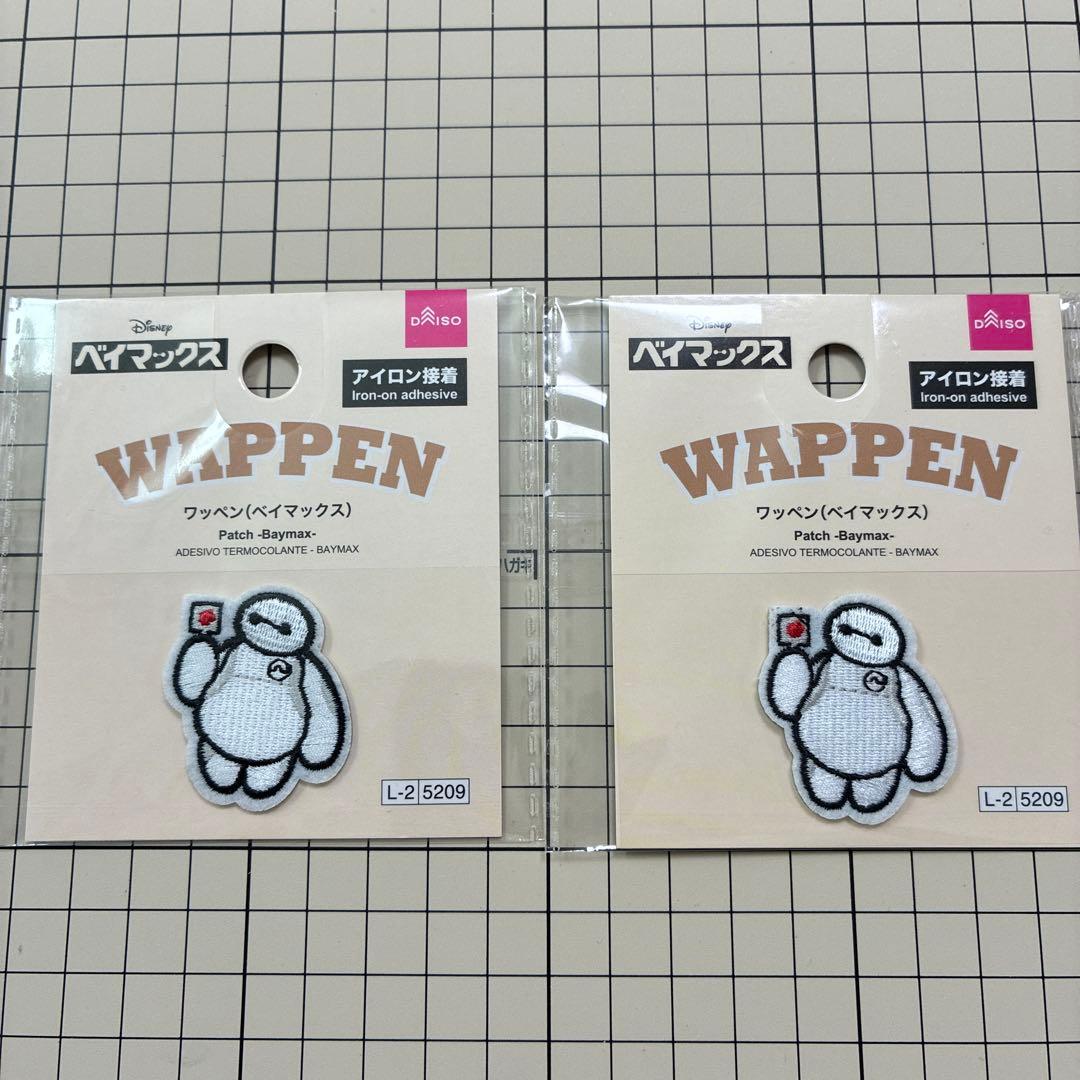 Disney
ベイマックス
DAISO
アイロン接着
Iron-on adhesive
WAPPEN
ワッペン(ベイマックス)
Patch -Baymax-
ADESIVO TERMOCOLANTE - BAYMAX
L-2 5209
Disney
ベイマックス
DAISO
アイロン接着
Iron-on adhesive
WAPPEN
ワッペン(ベイマックス)
Patch -Baymax-
ADESIVO TERMOCOLANTE - BAYMAX
L-2 5209
ハガキ